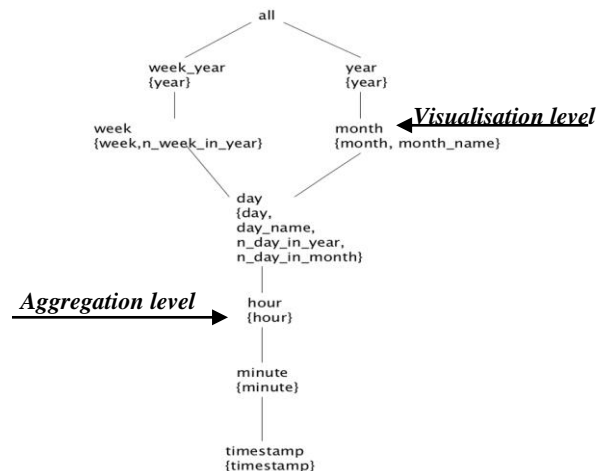 all
week_year
{year}
year
{year}
Visualisation level
week
{week,n_week_in_year}
month
{month, month_name}
day
{day,
day_name,
n_day_in_year,
n_day_in_month}
Aggregation level
hour
{hour}
minute
{minute}
timestamp
{timestamp}